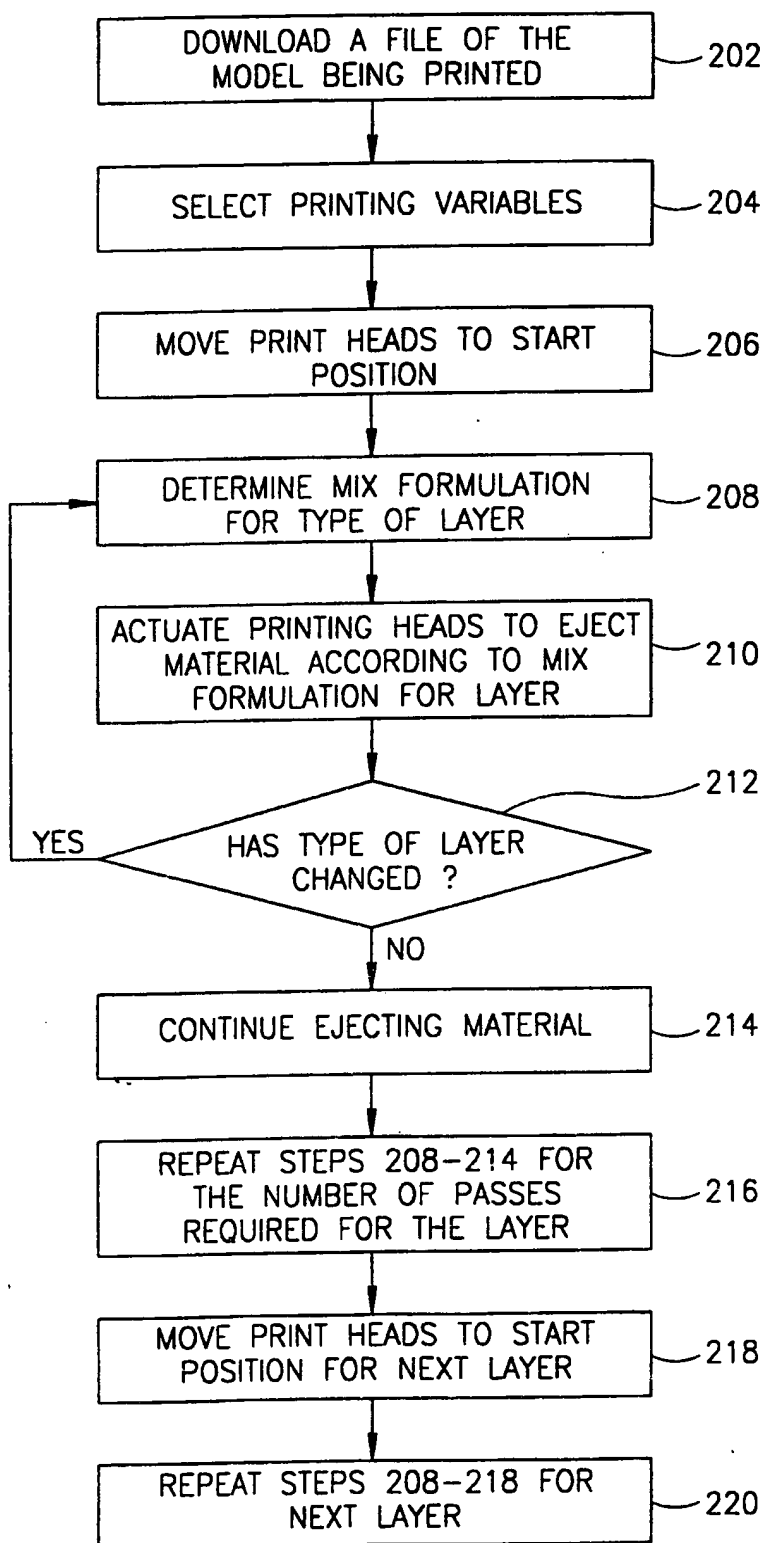 DOWNLOAD A FILE OF THE
MODEL BEING PRINTED
202
SELECT PRINTING VARIABLES
204
MOVE PRINT HEADS TO START
POSITION
206
DETERMINE MIX FORMULATION
FOR TYPE OF LAYER
208
ACTUATE PRINTING HEADS TO EJECT
MATERIAL ACCORDING TO MIX
FORMULATION FOR LAYER
210
212
YES
HAS TYPE OF LAYER
CHANGED ?
NO
CONTINUE EJECTING MATERIAL
214
REPEAT STEPS 208-214 FOR
THE NUMBER OF PASSES
REQUIRED FOR THE LAYER
216
MOVE PRINT HEADS TO START
POSITION FOR NEXT LAYER
218
REPEAT STEPS 208-218 FOR
NEXT LAYER
220